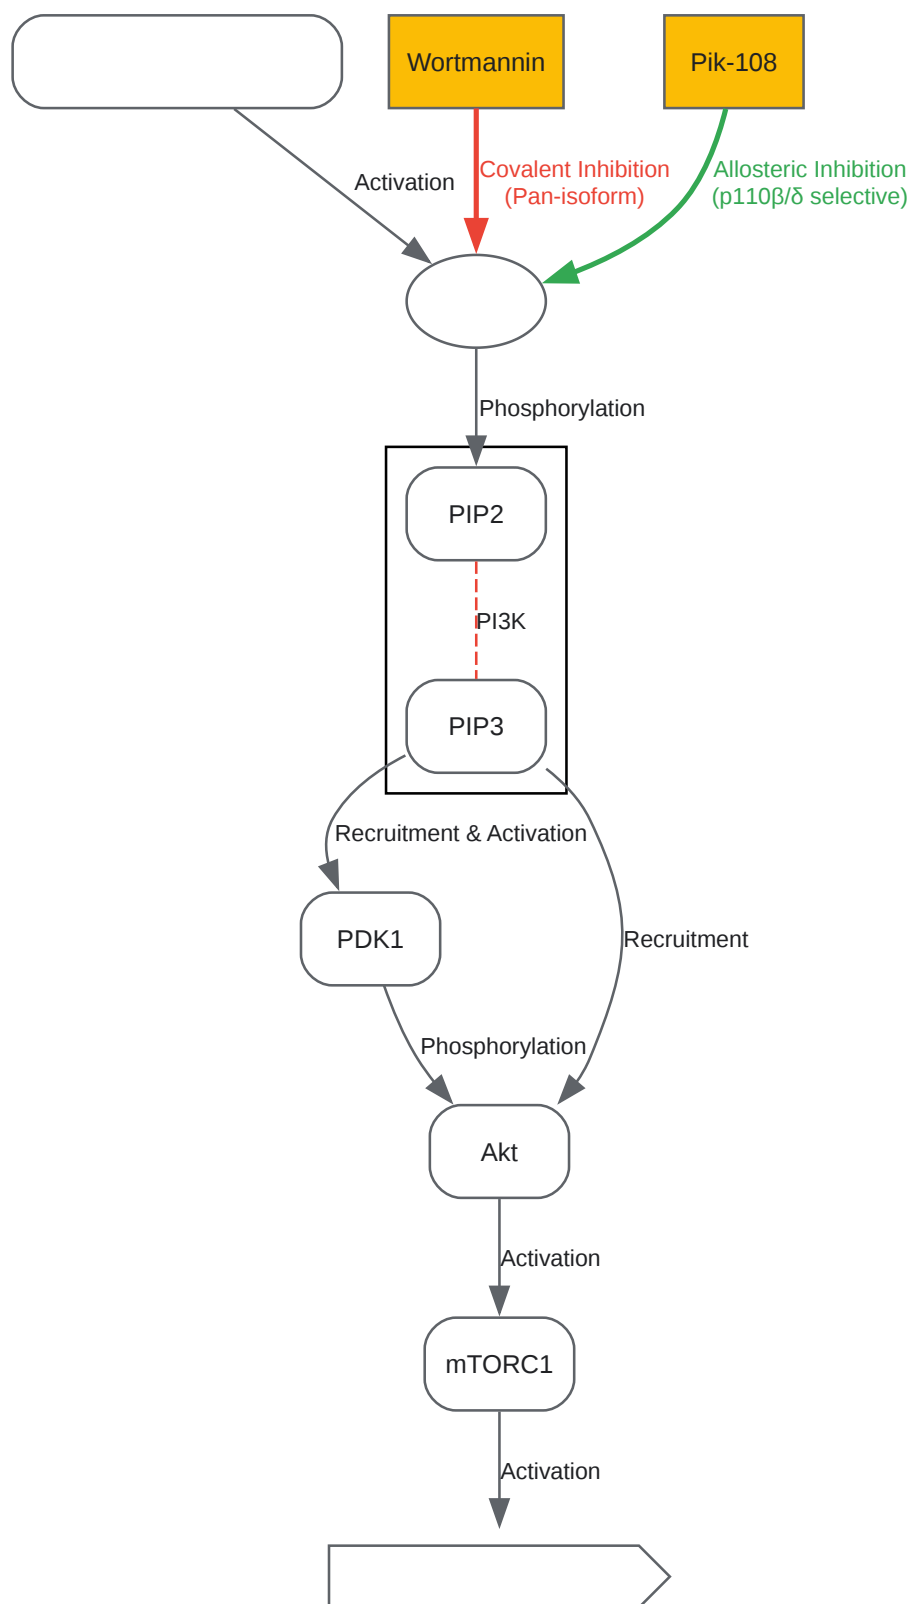 Wortmannin
Pik-108
Activation
Covalent Inhibition
(Pan-isoform)
Allosteric Inhibition
(p110β/δ selective)
Phosphorylation
PIP2
PI3K
PIP3
Recruitment & Activation
PDK1
Recruitment
Phosphorylation
Akt
Activation
mTORC1
Activation